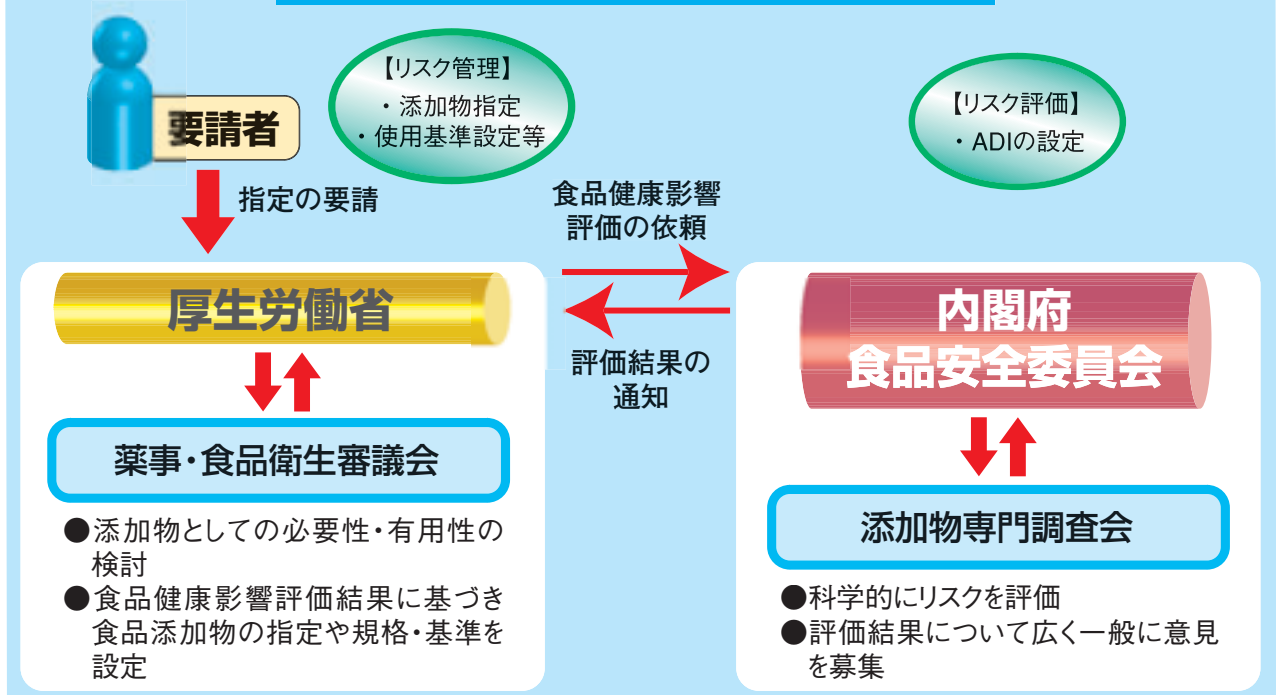 要請者
【リスク管理】
・添加物指定
・使用基準設定等
【リスク評価】
・ADIの設定
指定の要請
食品健康影響
評価の依頼
厚生労働省
評価結果の
通知
内閣府
食品安全委員会
薬事・食品衛生審議会
●添加物としての必要性・有用性の
検討
●食品健康影響評価結果に基づき
食品添加物の指定や規格・基準を
設定
添加物専門調査会
●科学的にリスクを評価
●評価結果について広く一般に意見
を募集